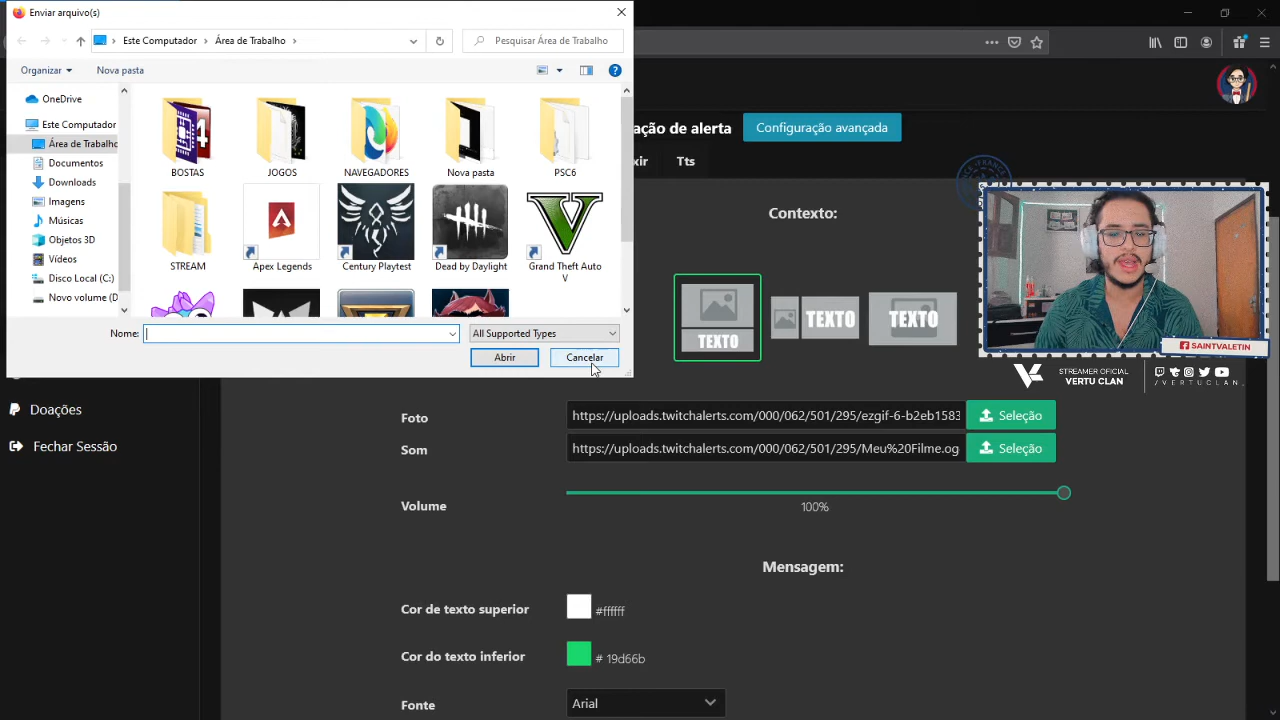 Enviar arquivo(s)
Este Computador
Área de Trabalho
Pesquisar Área de Trabalho
Organizar
Nova pasta
OneDrive
Este Computador
Área de Trabalho
Documentos
Downloads
Imagens
Músicas
Objetos 3D
Vídeos
Disco Local (C:)
Novo volume (D
BOSTAS
JOGOS
NAVEGADORES
Nova pasta
PSC6
STREAM
Apex Legends
Century Playtest
Dead by Daylight
Grand Theft Auto
V
Nome:
All Supported Types
Abrir
Cancelar
ação de alerta
Configuração avançada
xir
Tts
Contexto:
TEXTO
TEXTO
TEXTO
SAINTVALETIN
STREAMER OFICIAL
VERTU CLAN
/VERTUCLAN
Doações
Fechar Sessão
Foto
https://uploads.twitchalerts.com/000/062/501/295/ezgif-6-b2eb1583
Seleção
Som
https://uploads.twitchalerts.com/000/062/501/295/Meu%20Filme.og
Seleção
Volume
100%
Mensagem:
Cor de texto superior
#ffffff
Cor do texto inferior
# 19d66b
Fonte
Arial